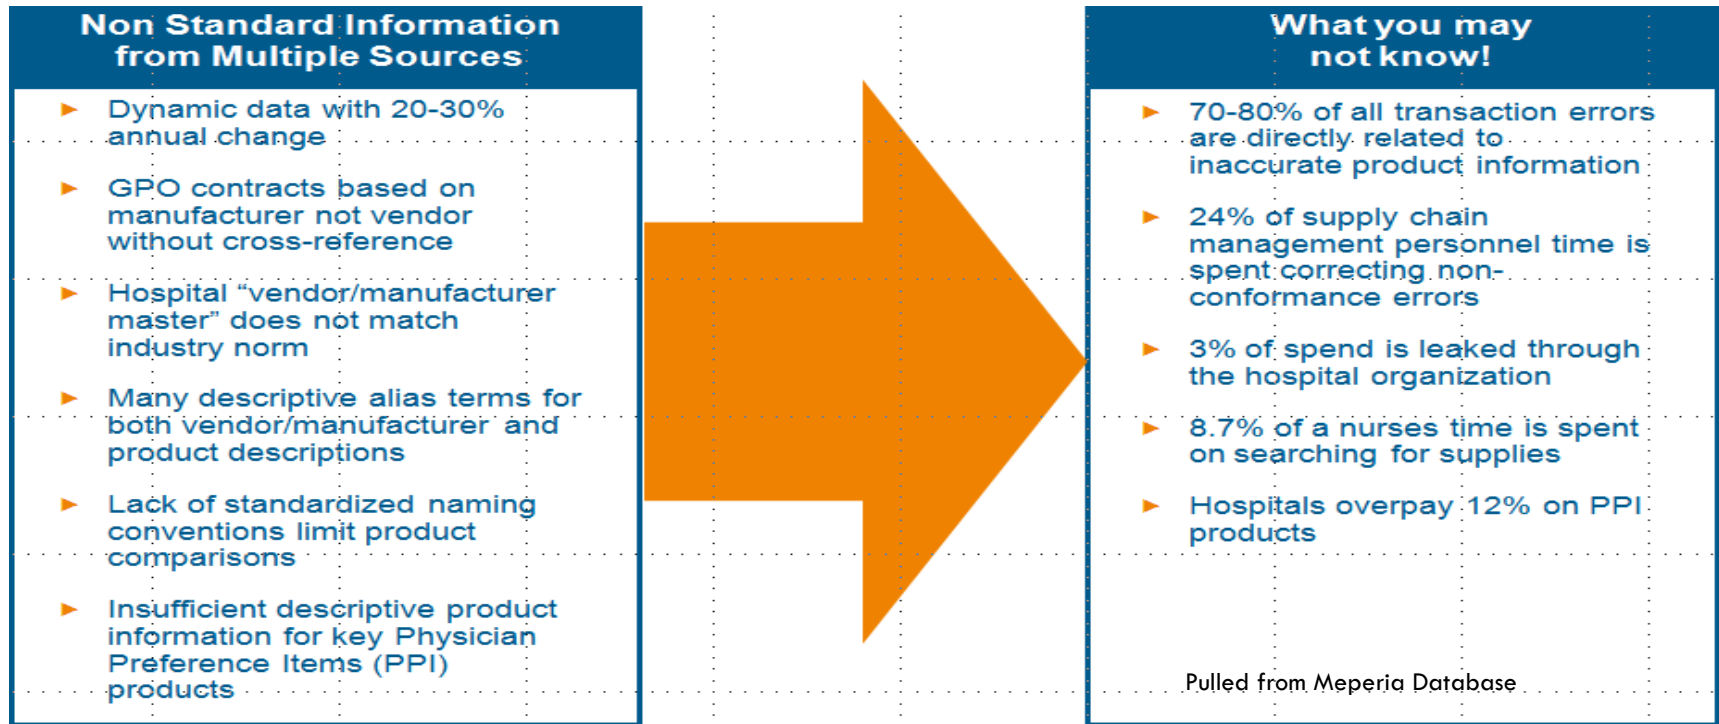 Non Standard Information
from Multiple Sources
Dynamic data with 20-30%
annual change
GPO contracts based on
manufacturer not vendor
without cross-reference
Hospital “vendor/manufacturer
master” does not match
industry norm
Many descriptive alias terms for
both vendor/manufacturer and
product descriptions
Lack of standardized naming
conventions limit product
comparisons
Insufficient descriptive product
information for key Physician
Preference Items (PPI)
products
What you may
not know!
70-80% of all transaction errors
are directly related to
inaccurate product information
24% of supply chain
management personnel time is
spent correcting non-
conformance errors
3% of spend is leaked through
the hospital organization
8.7% of a nurses time is spent
on searching for supplies
Hospitals overpay 12% on PPI
products
Pulled from Meperia Database